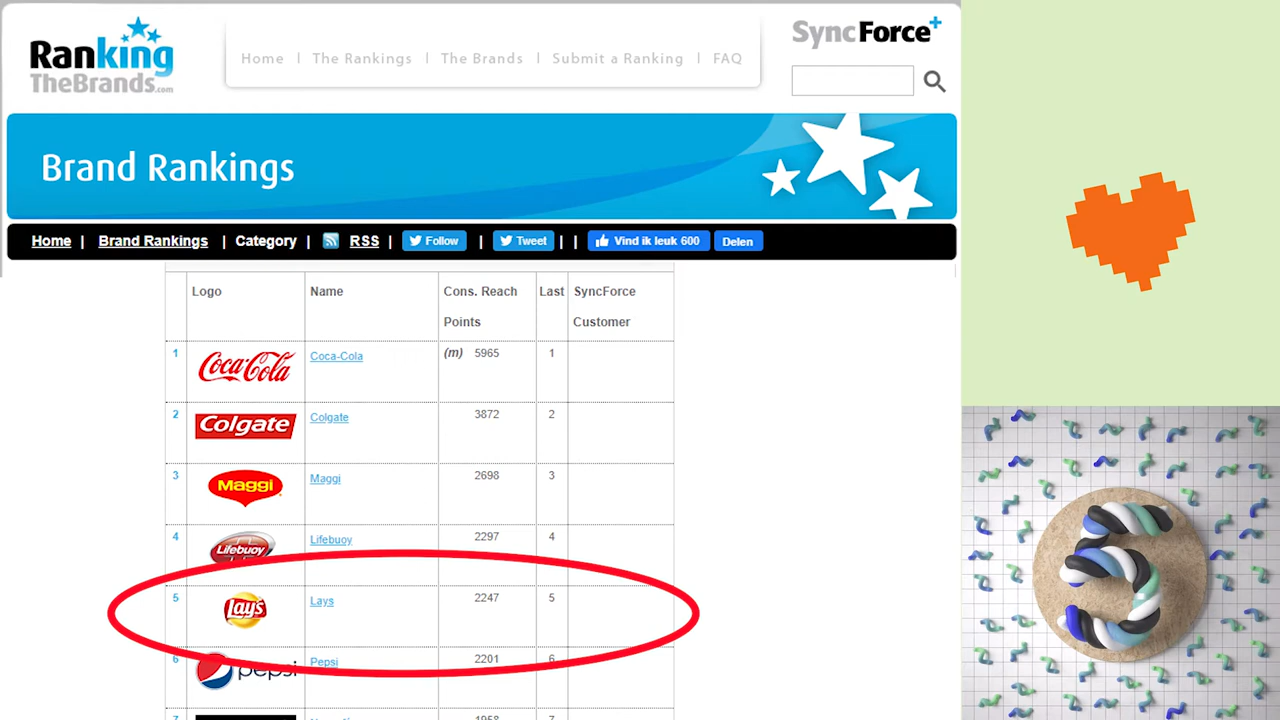 RanKing
TheBrands.com
Home | The Rankings | The Brands | Submit a Ranking | FAQ
SyncForce+
Brand Rankings
Home | Brand Rankings | Category | RSS | Follow | Tweet | | Vind ik leuk 600 Delen
Logo Name Cons. Reach Points Last SyncForce Customer
1 Coca-Cola Coca-Cola (m) 5965 1
2 Colgate Colgate 3872 2
3 Maggi Maggi 2698 3
4 Lifebuoy Lifebuoy 2297 4
5 Lay's Lays 2247 5
6 pepsi Pepsi 2201 6
7 1958 7